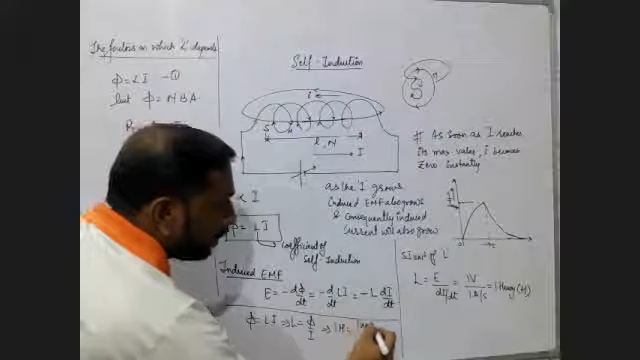 The factors on which 'L' depends
Φ = LI - ①
but Φ = NBA
Self-Induction
i
S
N
l, N
I
# As soon as I reaches
its max value, i becomes
Zero instantly
as the 'I' grows
Induced EMF also grows
& consequently induced
current will also grow
∝ I
Φ = LI
coefficient of
Self Induction
Induced EMF
E = -dΦ/dt = -d/dt LI = -L dI/dt
Φ = LI ⇒ L = Φ/I ⇒ 1H =
SI unit of L
L = E/dI/dt = 1V/1A/s = 1 Henry (H)